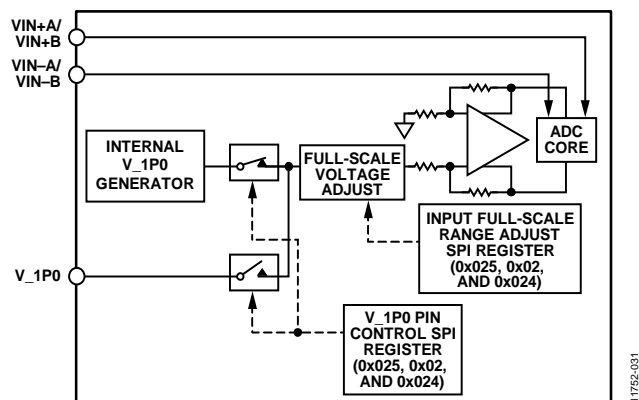 VIN+A/
VIN+B
VIN–A/
VIN–B
INTERNAL
V_1P0
GENERATOR
FULL-SCALE
VOLTAGE
ADJUST
ADC
CORE
INPUT FULL-SCALE
RANGE ADJUST
SPI REGISTER
(0x025, 0x02,
AND 0x024)
V_1P0
V_1P0 PIN
CONTROL SPI
REGISTER
(0x025, 0x02,
AND 0x024)
11752-031